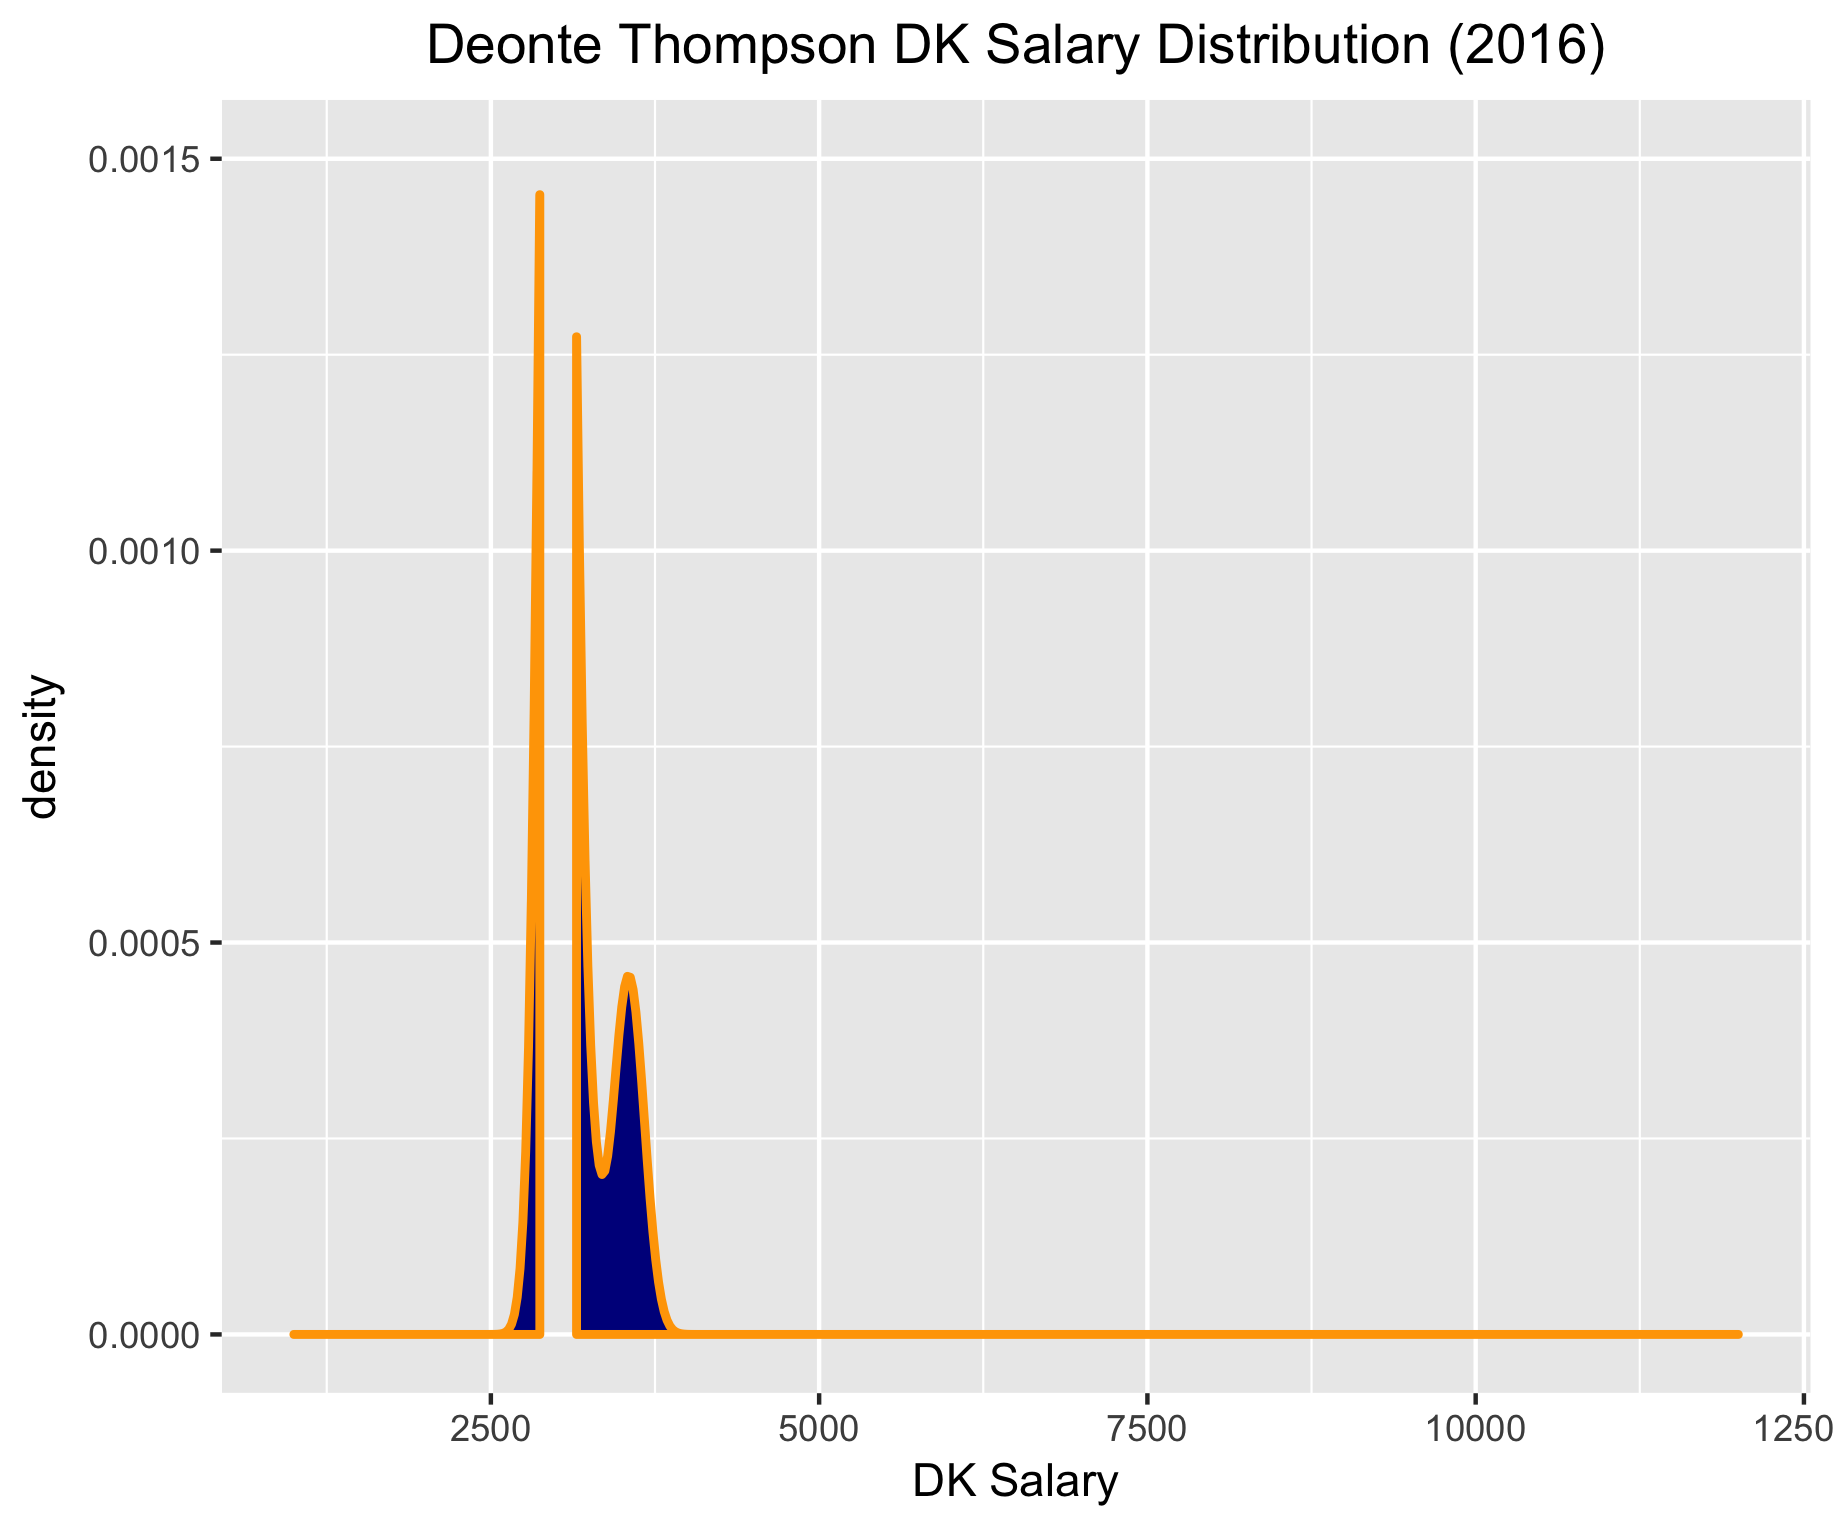 Deonte Thompson DK Salary Distribution (2016)
0.0015
0.0010
0.0005
0.0000
density
2500 5000 7500 10000 1250
DK Salary